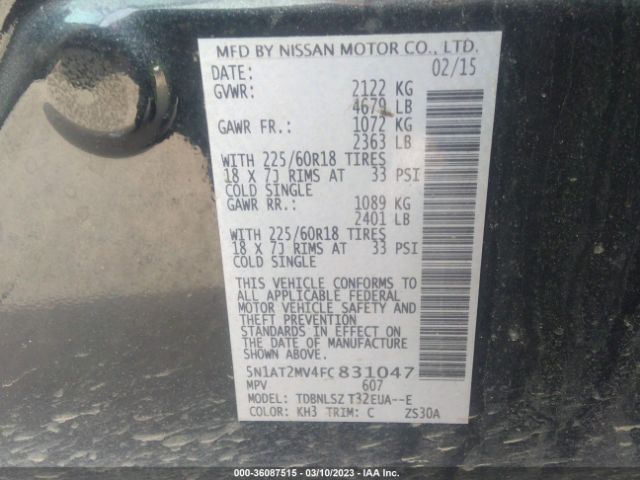 MFD BY NISSAN MOTOR CO., LTD.
DATE: 02/15
GVWR: 2122 KG
4679 LB
GAWR FR.: 1072 KG
2363 LB
WITH 225/60R18 TIRES
18 X 7J RIMS AT 33 PSI
COLD SINGLE
GAWR RR.: 1089 KG
2401 LB
WITH 225/60R18 TIRES
18 X 7J RIMS AT 33 PSI
COLD SINGLE
THIS VEHICLE CONFORMS TO
ALL APPLICABLE FEDERAL
MOTOR VEHICLE SAFETY AND
THEFT PREVENTION
STANDARDS IN EFFECT ON
THE DATE OF MANUFACTURE
SHOWN ABOVE.
5N1AT2MV4FC831047
MPV 607
MODEL: TDBNLSZ T32EUA--E
COLOR: KH3 TRIM: C ZS30A
000-36087515 - 03/10/2023 - IAA Inc.